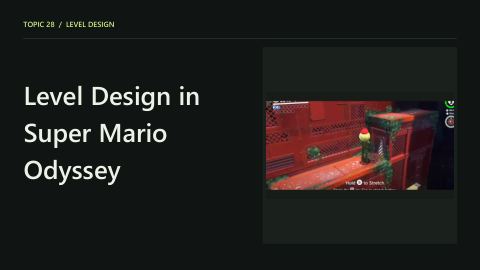 TOPIC 28 / LEVEL DESIGN
Level Design in
Super Mario
Odyssey
Hold to Stretch